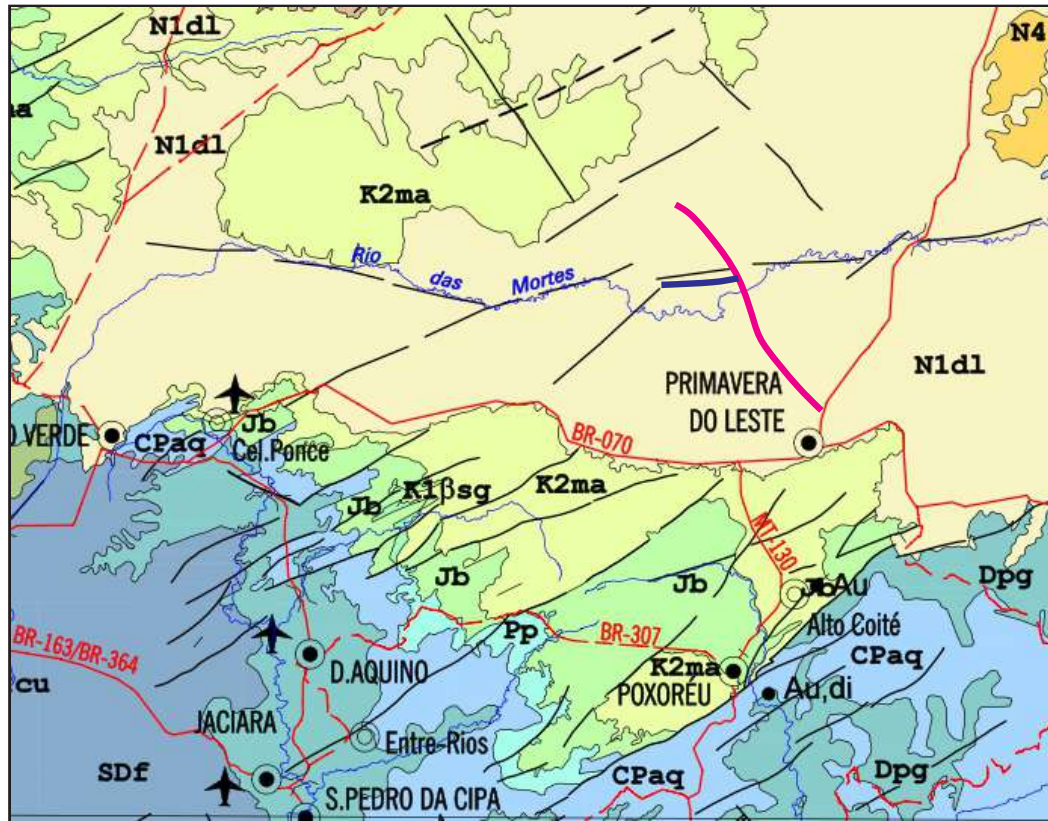 N1dl
N4
a
N1dl
K2ma
Rio
das
Mortes
N1dl
PRIMAVERA
DO LESTE
O VERDE
CPaq
Jb
Cel.Ponce
BR-070
K1βsg
K2ma
Jb
MT-130
Jb
Jb
Jb
Au
Dpg
Pp
BR-307
Alto Coité
BR-163/BR-364
CPaq
D.AQUINO
K2ma
cu
POXORÉU
Au,di
JACIARA
Entre-Rios
SDf
CPaq
Dpg
S.PEDRO DA CIPA